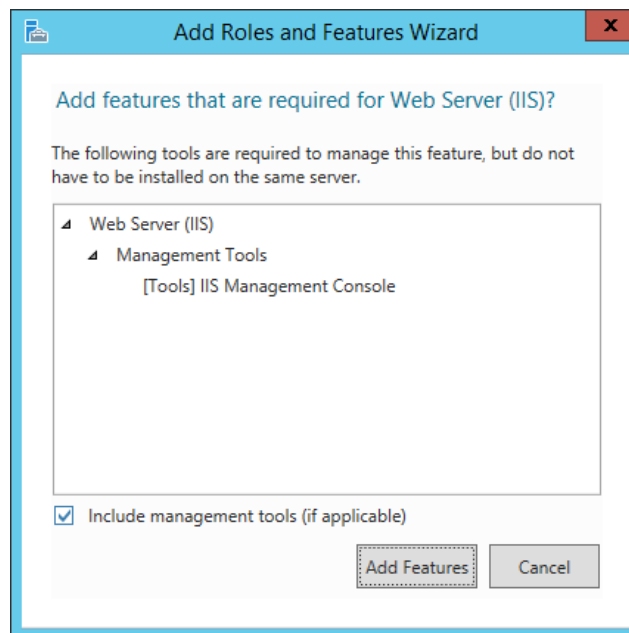 Add Roles and Features Wizard
x
Add features that are required for Web Server (IIS)?
The following tools are required to manage this feature, but do not
have to be installed on the same server.
Web Server (IIS)
Management Tools
[Tools] IIS Management Console
Include management tools (if applicable)
Add Features
Cancel